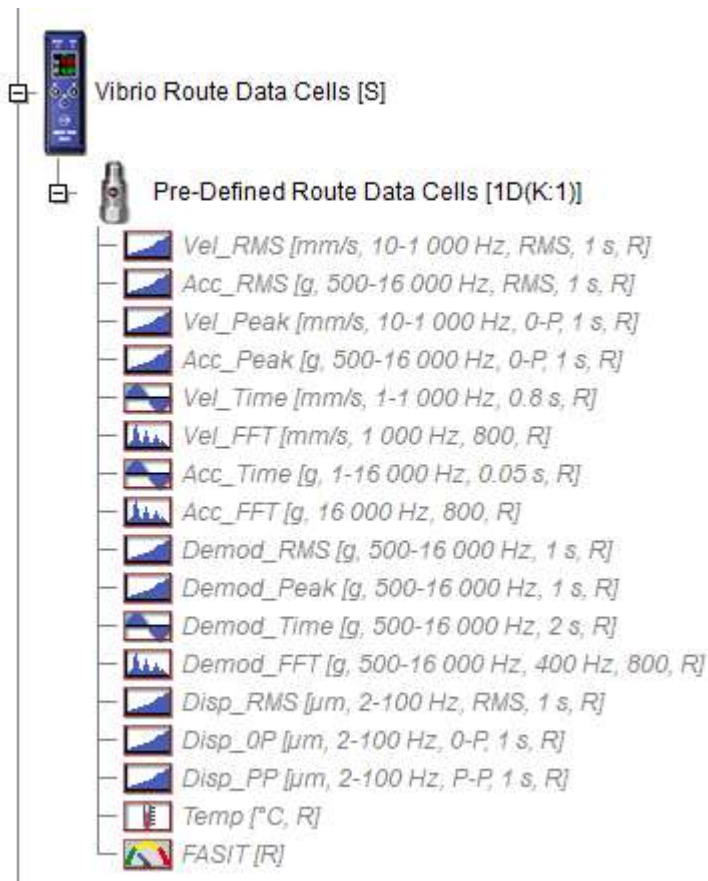 Vibrio Route Data Cells [S]
Pre-Defined Route Data Cells [1D(K:1)]
Vel_RMS [mm/s, 10-1 000 Hz, RMS, 1 s, R]
Acc_RMS [g, 500-16 000 Hz, RMS, 1 s, R]
Vel_Peak [mm/s, 10-1 000 Hz, 0-P, 1 s, R]
Acc_Peak [g, 500-16 000 Hz, 0-P, 1 s, R]
Vel_Time [mm/s, 1-1 000 Hz, 0.8 s, R]
Vel_FFT [mm/s, 1 000 Hz, 800, R]
Acc_Time [g, 1-16 000 Hz, 0.05 s, R]
Acc_FFT [g, 16 000 Hz, 800, R]
Demod_RMS [g, 500-16 000 Hz, 1 s, R]
Demod_Peak [g, 500-16 000 Hz, 1 s, R]
Demod_Time [g, 500-16 000 Hz, 2 s, R]
Demod_FFT [g, 500-16 000 Hz, 400 Hz, 800, R]
Disp_RMS [µm, 2-100 Hz, RMS, 1 s, R]
Disp_0P [µm, 2-100 Hz, 0-P, 1 s, R]
Disp_PP [µm, 2-100 Hz, P-P, 1 s, R]
Temp [°C, R]
FASIT [R]